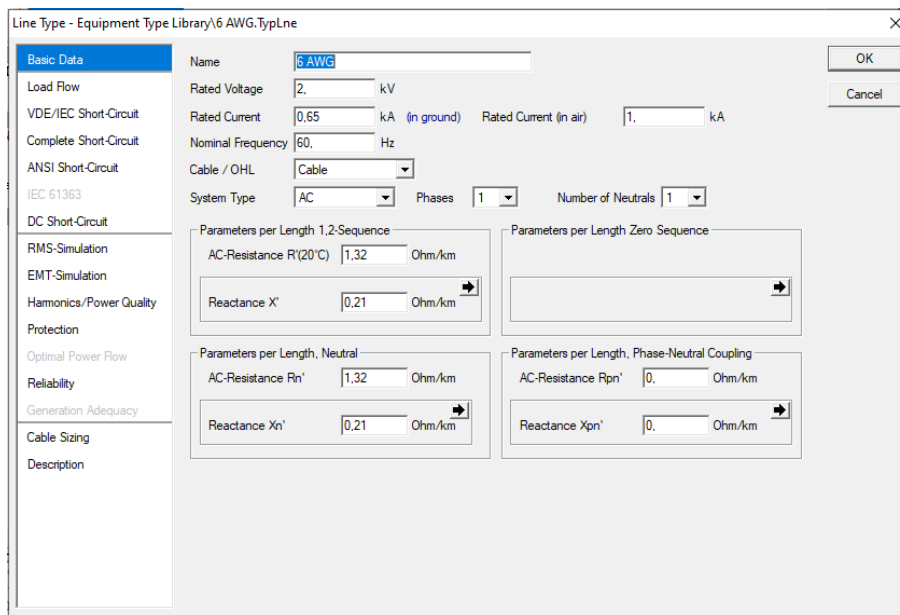 Line Type - Equipment Type Library\6 AWG.TypLne
Basic Data
Load Flow
VDE/IEC Short-Circuit
Complete Short-Circuit
ANSI Short-Circuit
IEC 61363
DC Short-Circuit
RMS-Simulation
EMT-Simulation
Harmonics/Power Quality
Protection
Optimal Power Flow
Reliability
Generation Adequacy
Cable Sizing
Description
Name 6 AWG
Rated Voltage 2, kV
Rated Current 0,65 kA (in ground) Rated Current (in air) 1, kA
Nominal Frequency 60, Hz
Cable / OHL Cable
System Type AC Phases 1 Number of Neutrals 1
Parameters per Length 1,2-Sequence
AC-Resistance R'(20°C) 1,32 Ohm/km
Reactance X' 0,21 Ohm/km
Parameters per Length Zero Sequence
Parameters per Length, Neutral
AC-Resistance Rn' 1,32 Ohm/km
Reactance Xn' 0,21 Ohm/km
Parameters per Length, Phase-Neutral Coupling
AC-Resistance Rpn' 0, Ohm/km
Reactance Xpn' 0, Ohm/km
OK
Cancel